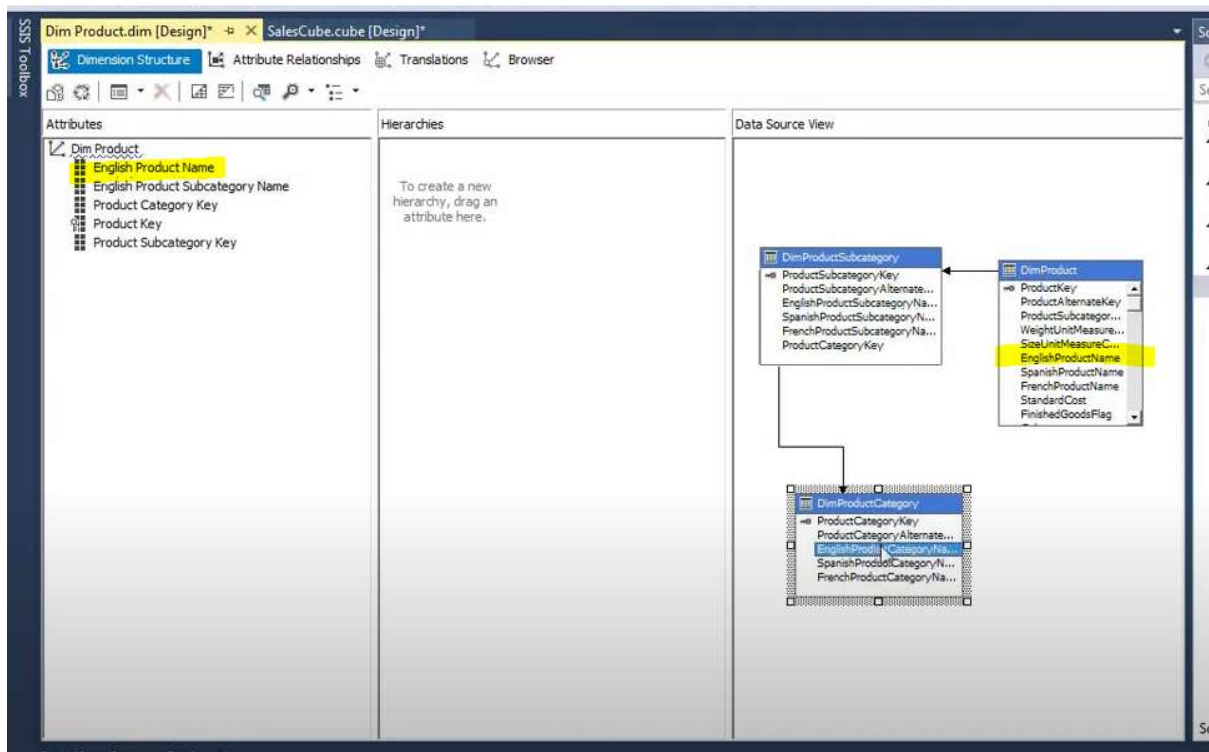 SSIS Toolbox
Dim Product.dim [Design]*
SalesCube.cube [Design]*
Dimension Structure
Attribute Relationships
Translations
Browser
Attributes
Dim Product
English Product Name
English Product Subcategory Name
Product Category Key
Product Key
Product Subcategory Key
Hierarchies
To create a new
hierarchy, drag an
attribute here.
Data Source View
DimProductSubcategory
ProductSubcategoryKey
ProductSubcategoryAlternate...
EnglishProductSubcategoryNa...
SpanishProductSubcategoryN...
FrenchProductSubcategoryNa...
ProductCategoryKey
DimProduct
ProductKey
ProductAlternateKey
ProductSubcategor...
WeightUnitMeasure...
SizeUnitMeasureC...
EnglishProductName
SpanishProductName
FrenchProductName
StandardCost
FinishedGoodsFlag
DimProductCategory
ProductCategoryKey
ProductCategoryAlternate...
EnglishProductCategoryNa...
SpanishProductCategoryN...
FrenchProductCategoryNa...